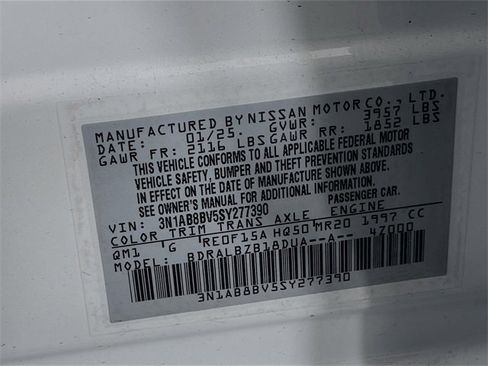 MANUFACTURED BY NISSAN MOTOR CO., LTD.
DATE: 01/25. GVWR: 3957 LBS
GAWR FR: 2116 LBS GAWR RR: 1852 LBS
THIS VEHICLE CONFORMS TO ALL APPLICABLE FEDERAL MOTOR
VEHICLE SAFETY, BUMPER AND THEFT PREVENTION STANDARDS
IN EFFECT ON THE DATE OF MANUFACTURE SHOWN ABOVE.
SEE OWNER'S MANUAL FOR ADDITIONAL INFORMATION.
VIN: 3N1AB8BV5SY277390 PASSENGER CAR.
COLOR TRIM TRANS AXLE ENGINE
QM1 G RE0F15A HQ50 MR20 1997 CC
MODEL: BDRALBZB18DUA--A-- 4Z000
3N1AB8BV5SY277390